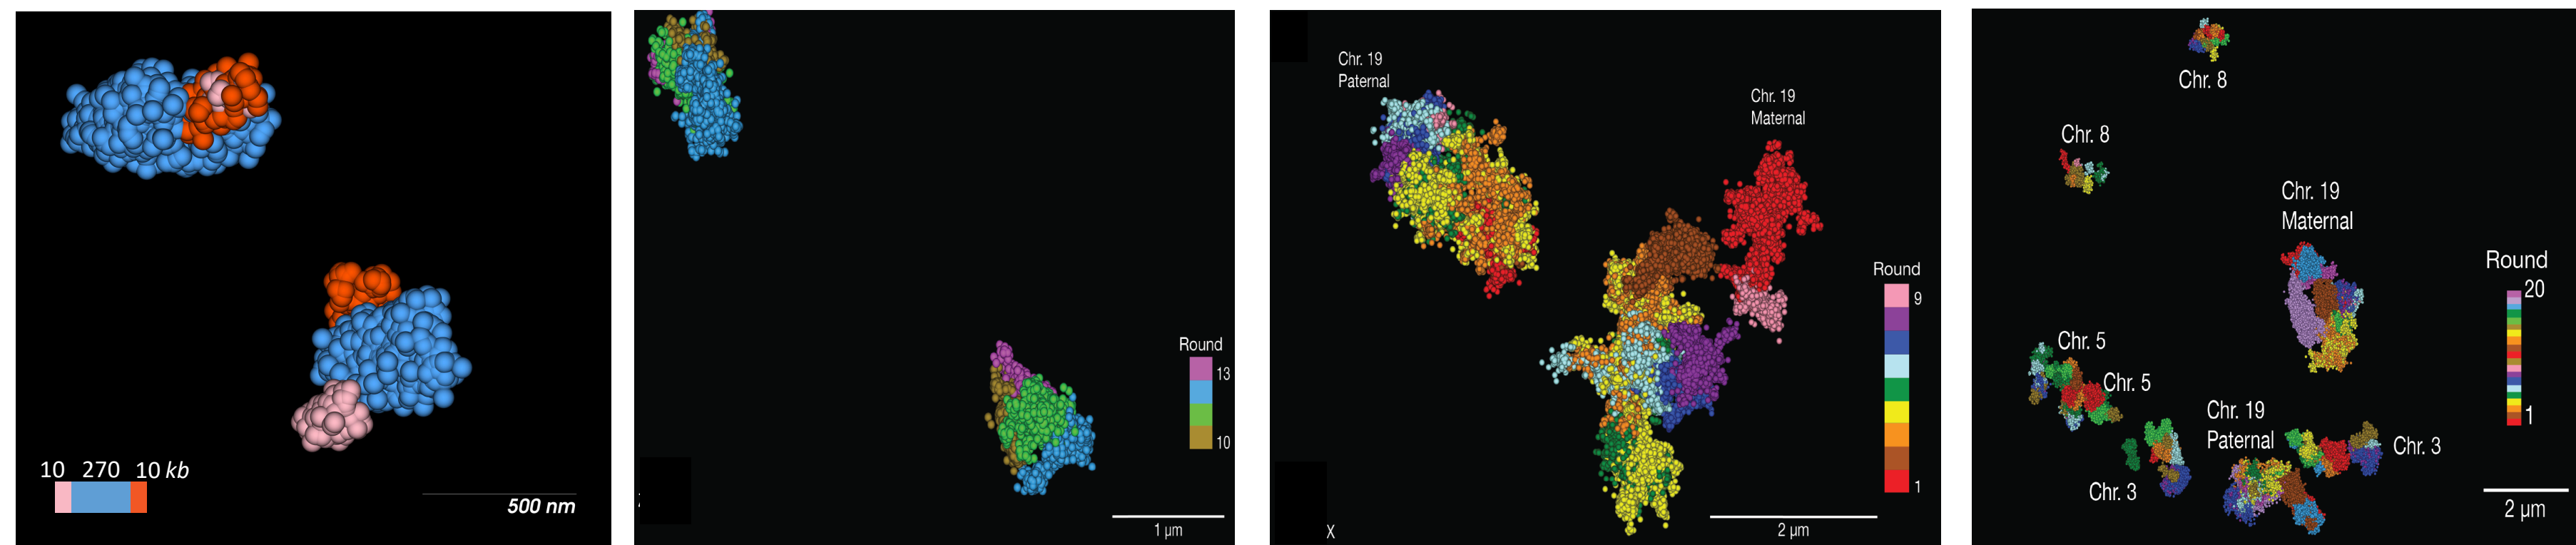 10 270 10 kb
500 nm
Round
13
10
1 µm
Chr. 19
Paternal
Chr. 19
Maternal
Round
9
1
2 µm
X
Chr. 8
Chr. 8
Chr. 19
Maternal
Round
20
1
Chr. 5
Chr. 5
Chr. 19
Paternal
Chr. 3
Chr. 3
2 µm